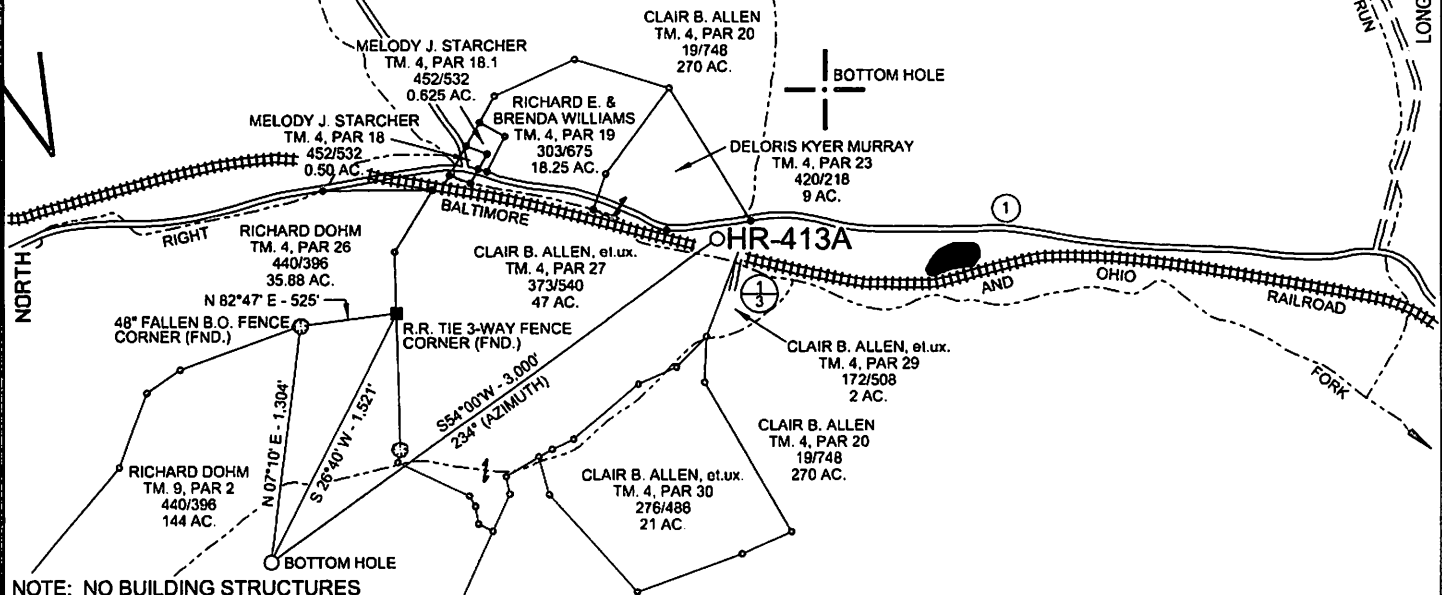 CLAIR B. ALLEN
TM. 4, PAR 20
19/748
270 AC.
RUN
LONG
MELODY J. STARCHER
TM. 4, PAR 18.1
452/532
0.625 AC.
BOTTOM HOLE
RICHARD E. &
BRENDA WILLIAMS
TM. 4, PAR 19
303/675
18.25 AC.
MELODY J. STARCHER
TM. 4, PAR 18
452/532
0.50 AC.
DELORIS KYER MURRAY
TM. 4, PAR 23
420/218
9 AC.
BALTIMORE
1
RIGHT
RICHARD DOHM
TM. 4, PAR 26
440/396
35.88 AC.
HR-413A
CLAIR B. ALLEN, et.ux.
TM. 4, PAR 27
373/540
47 AC.
NORTH
AND
OHIO
RAILROAD
1
3
N 82°47' E - 525'
48" FALLEN B.O. FENCE
CORNER (FND.)
R.R. TIE 3-WAY FENCE
CORNER (FND.)
CLAIR B. ALLEN, et.ux.
TM. 4, PAR 29
172/508
2 AC.
FORK
S54°00'W - 3,000'
234° (AZIMUTH)
N 07°10' E - 1.304'
S 26°40' W - 1.521'
CLAIR B. ALLEN
TM. 4, PAR 20
19/748
270 AC.
RICHARD DOHM
TM. 9, PAR 2
440/396
144 AC.
CLAIR B. ALLEN, et.ux.
TM. 4, PAR 30
276/486
21 AC.
BOTTOM HOLE
NOTE: NO BUILDING STRUCTURES